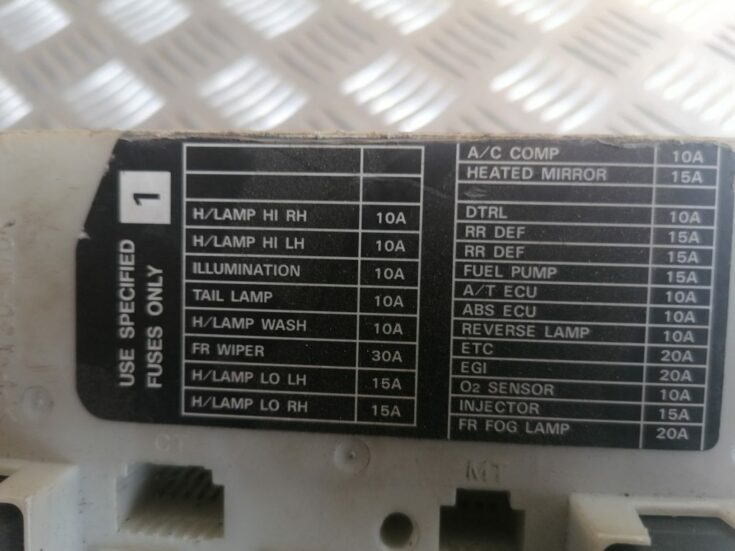 1
USE SPECIFIED
FUSES ONLY
H/LAMP HI RH 10A
H/LAMP HI LH 10A
ILLUMINATION 10A
TAIL LAMP 10A
H/LAMP WASH 10A
FR WIPER 30A
H/LAMP LO LH 15A
H/LAMP LO RH 15A
A/C COMP 10A
HEATED MIRROR 15A
DTRL 10A
RR DEF 15A
RR DEF 15A
FUEL PUMP 15A
A/T ECU 10A
ABS ECU 10A
REVERSE LAMP 10A
ETC 20A
EGI 20A
O2 SENSOR 10A
INJECTOR 15A
FR FOG LAMP 20A
C1
MT